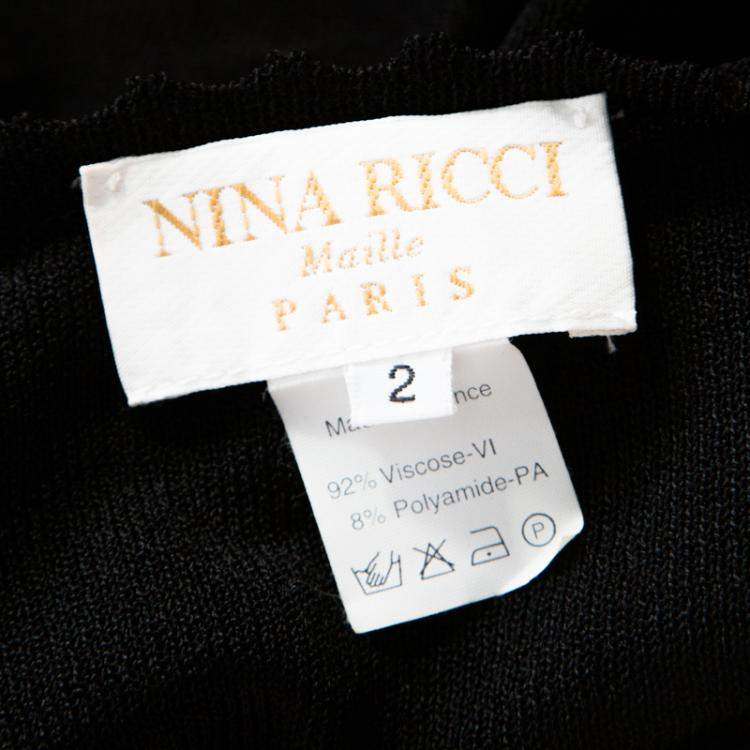 NINA RICCI
Maille
PARIS
2
92% Viscose-VI
8% Polyamide-PA
P